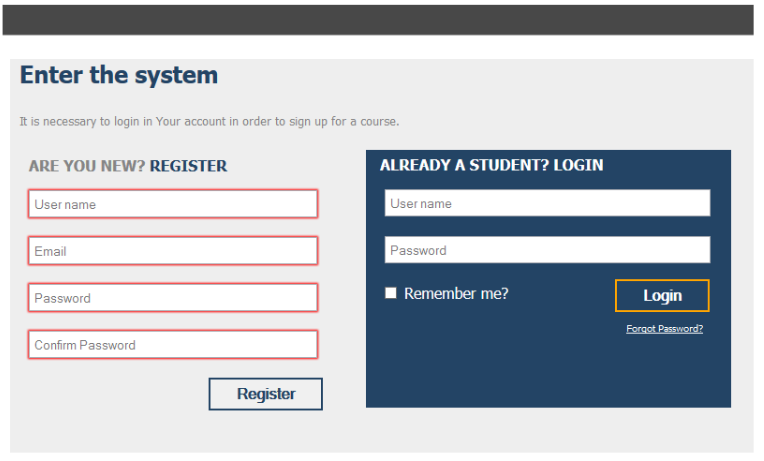 Enter the system
It is necessary to login in Your account in order to sign up for a course.
ARE YOU NEW? REGISTER
User name
Email
Password
Confirm Password
Register
ALREADY A STUDENT? LOGIN
User name
Password
Remember me?
Login
Forgot Password?